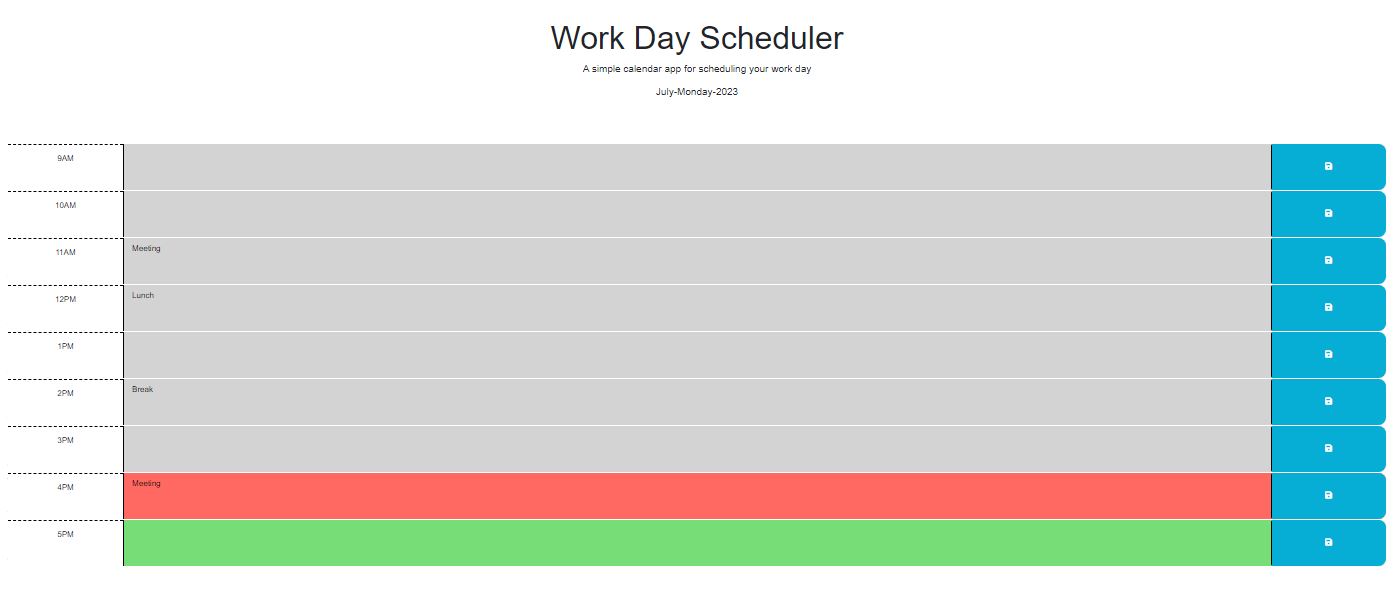 Work Day Scheduler
A simple calendar app for scheduling your work day
July-Monday-2023
9AM
10AM
11AM Meeting
12PM Lunch
1PM
2PM Break
3PM
4PM Meeting
5PM